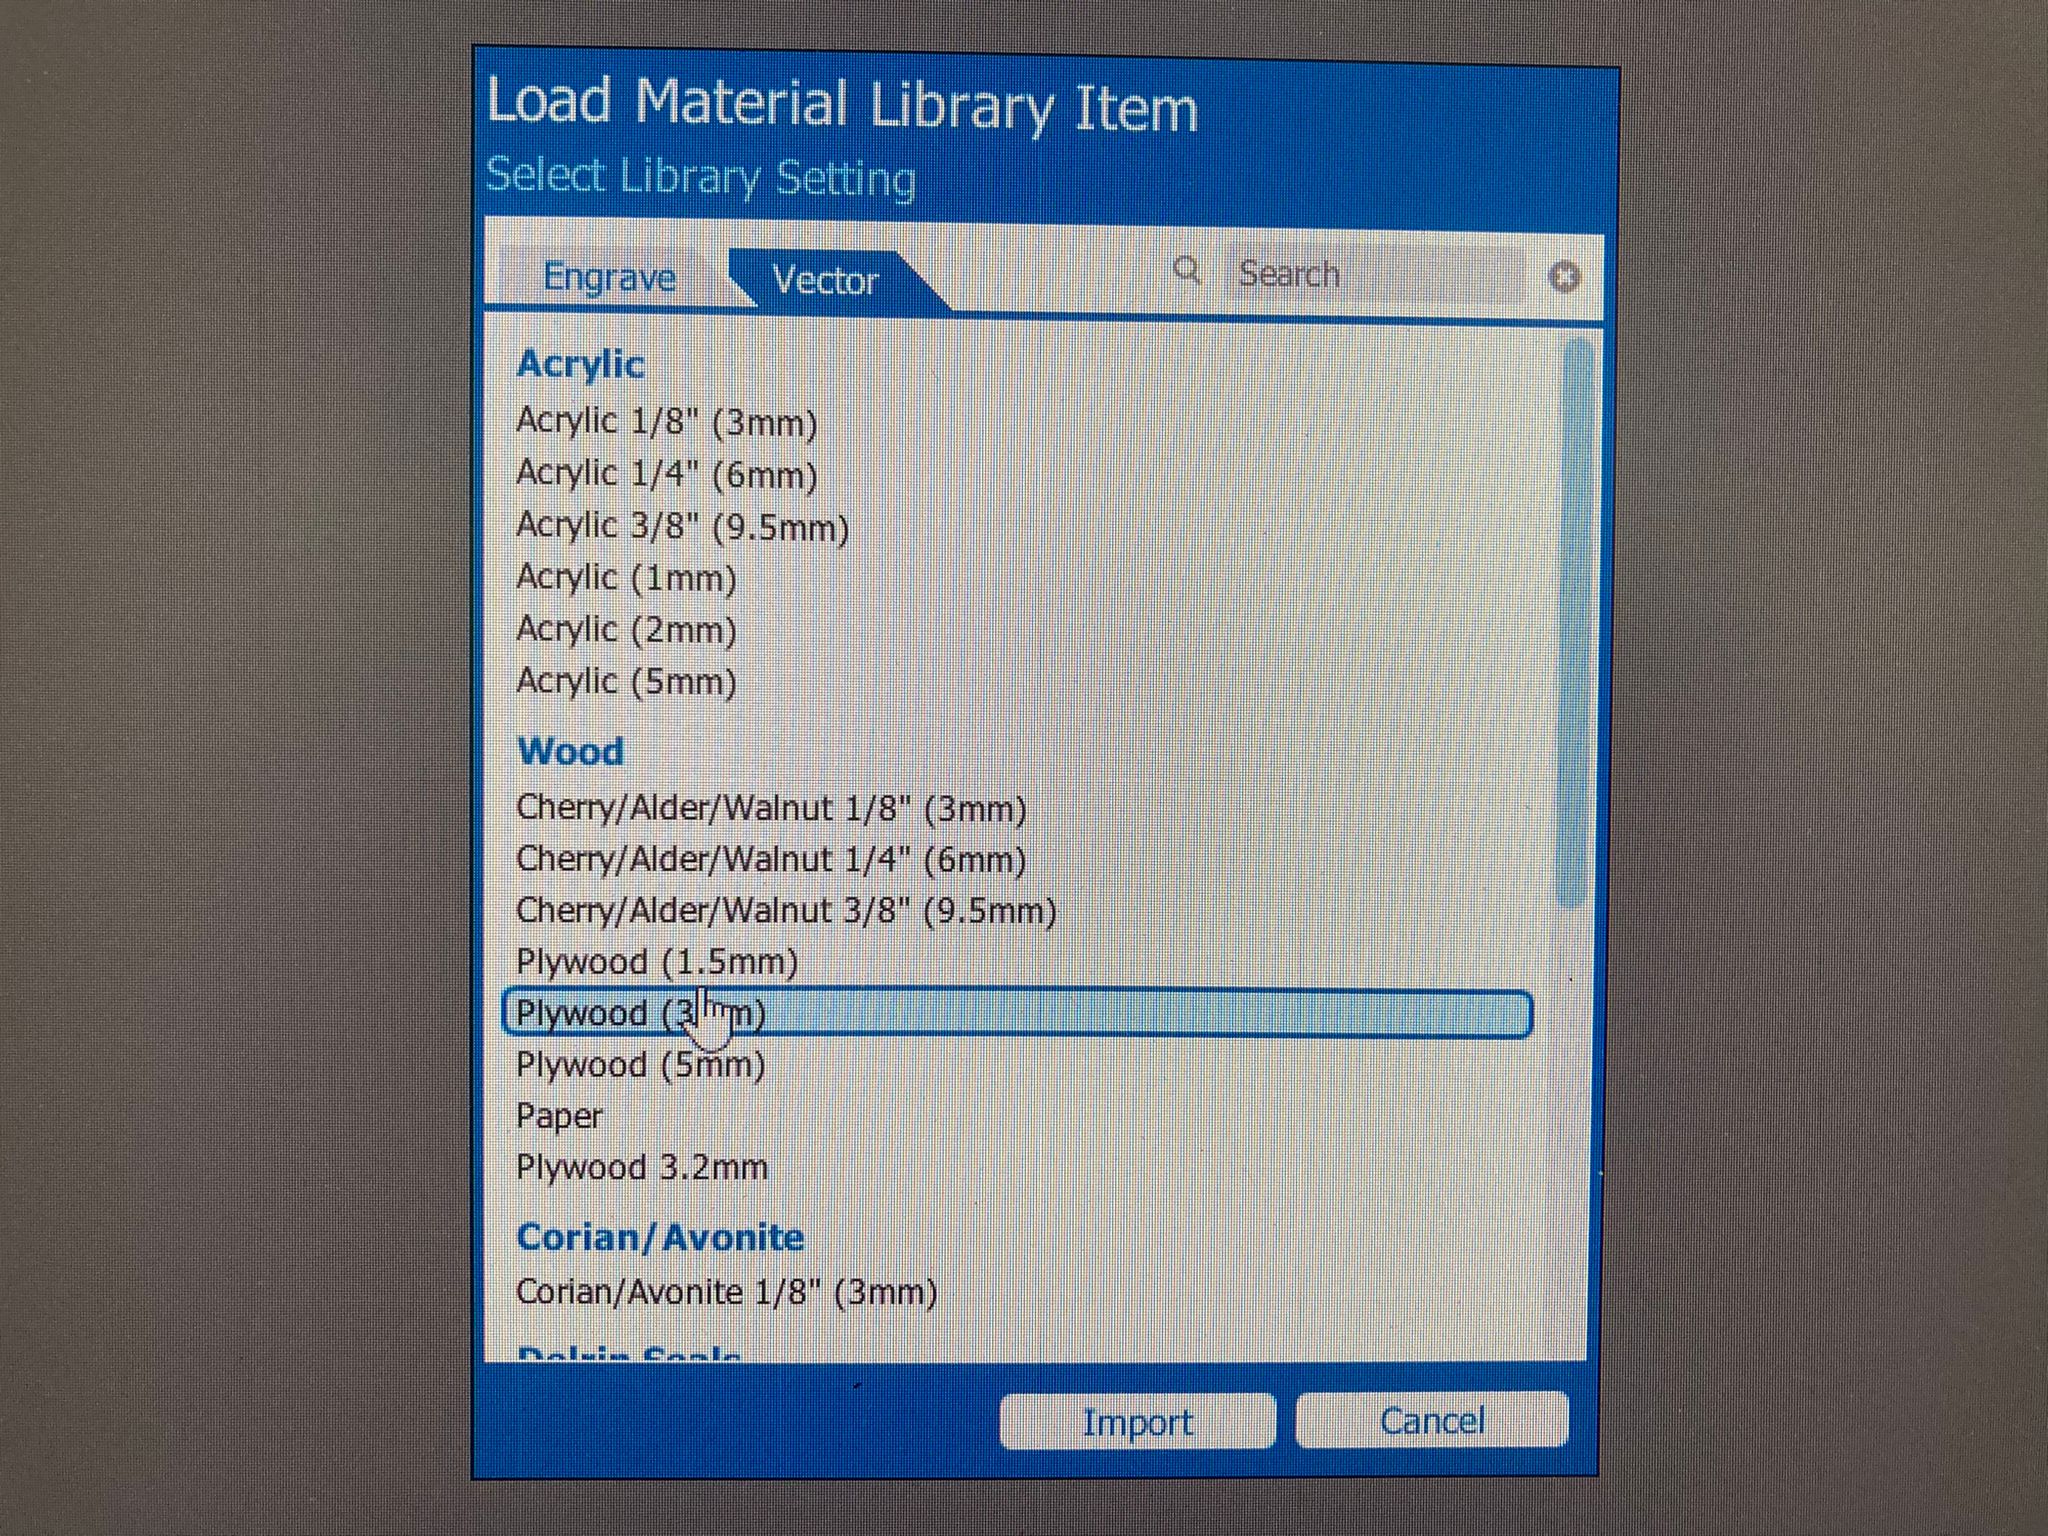 Load Material Library Item
Select Library Setting
Engrave Vector Search
Acrylic
Acrylic 1/8" (3mm)
Acrylic 1/4" (6mm)
Acrylic 3/8" (9.5mm)
Acrylic (1mm)
Acrylic (2mm)
Acrylic (5mm)
Wood
Cherry/Alder/Walnut 1/8" (3mm)
Cherry/Alder/Walnut 1/4" (6mm)
Cherry/Alder/Walnut 3/8" (9.5mm)
Plywood (1.5mm)
Plywood (3mm)
Plywood (5mm)
Paper
Plywood 3.2mm
Corian/Avonite
Corian/Avonite 1/8" (3mm)
Import Cancel